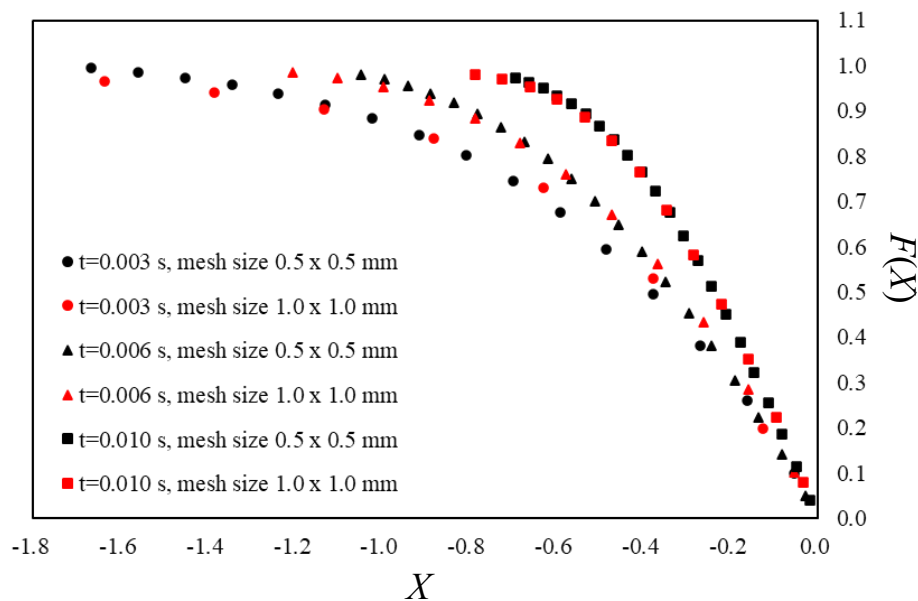 1.1
1.0
0.9
0.8
0.7
0.6
0.5
0.4
0.3
0.2
0.1
0.0
F(X)
t=0.003 s, mesh size 0.5 x 0.5 mm
t=0.003 s, mesh size 1.0 x 1.0 mm
t=0.006 s, mesh size 0.5 x 0.5 mm
t=0.006 s, mesh size 1.0 x 1.0 mm
t=0.010 s, mesh size 0.5 x 0.5 mm
t=0.010 s, mesh size 1.0 x 1.0 mm
-1.8 -1.6 -1.4 -1.2 -1.0 -0.8 -0.6 -0.4 -0.2 0.0
X